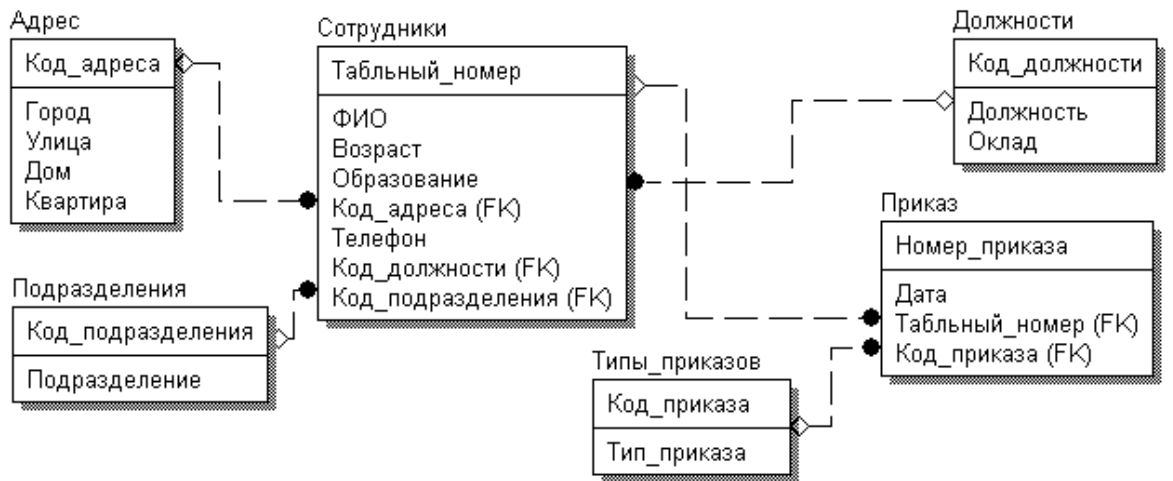 Адрес
Код_адреса
Город
Улица
Дом
Квартира
Сотрудники
Табльный_номер
ФИО
Возраст
Образование
Код_адреса (FK)
Телефон
Код_должности (FK)
Код_подразделения (FK)
Должности
Код_должности
Должность
Оклад
Приказ
Номер_приказа
Дата
Табльный_номер (FK)
Код_приказа (FK)
Подразделения
Код_подразделения
Подразделение
Типы_приказов
Код_приказа
Тип_приказа